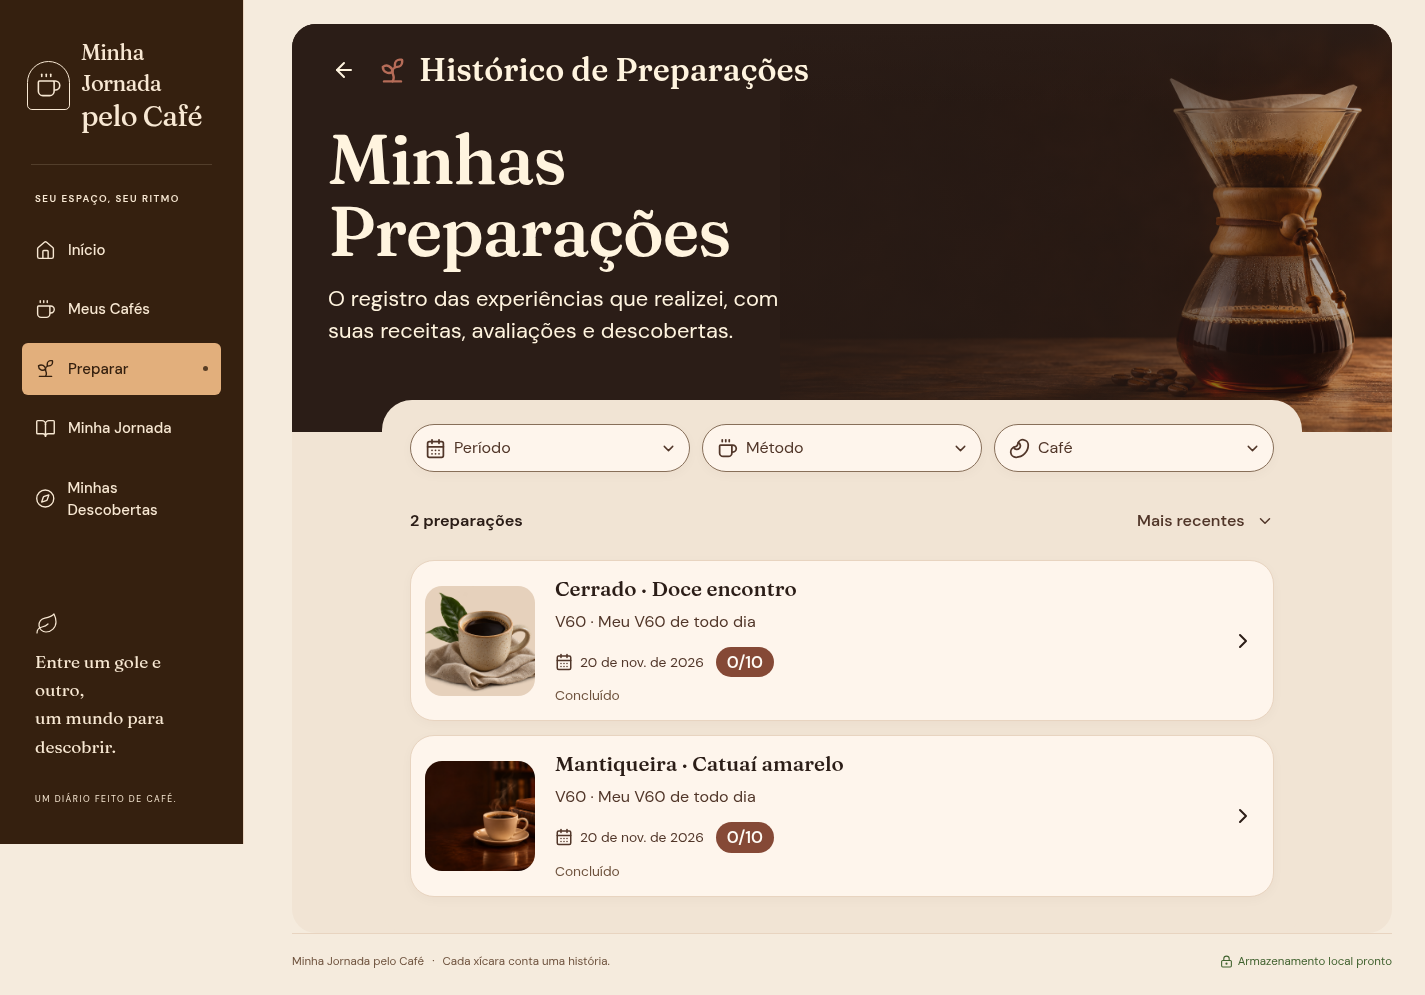 Minha
Jornada
pelo Café
SEU ESPAÇO, SEU RITMO
Início
Meus Cafés
Preparar
Minha Jornada
Minhas
Descobertas
Entre um gole e
outro,
um mundo para
descobrir.
UM DIÁRIO FEITO DE CAFÉ.
Histórico de Preparações
Minhas
Preparações
O registro das experiências que realizei, com
suas receitas, avaliações e descobertas.
Período
Método
Café
2 preparações
Mais recentes
Cerrado · Doce encontro
V60 · Meu V60 de todo dia
20 de nov. de 2026 0/10
Concluído
Mantiqueira · Catuaí amarelo
V60 · Meu V60 de todo dia
20 de nov. de 2026 0/10
Concluído
Minha Jornada pelo Café · Cada xícara conta uma história.
Armazenamento local pronto